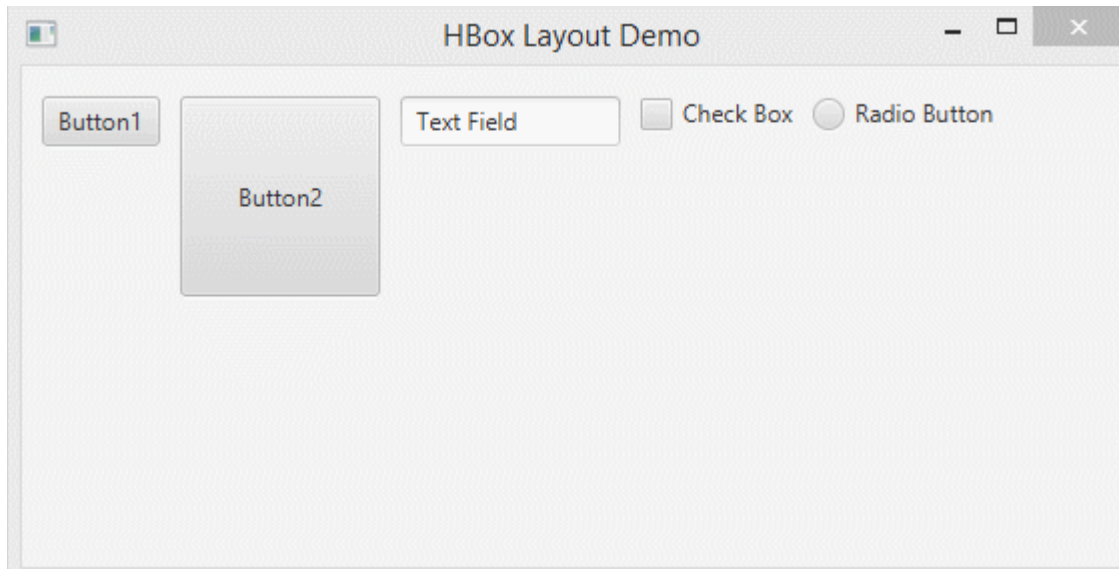 HBox Layout Demo
Button1
Button2
Text Field
Check Box
Radio Button